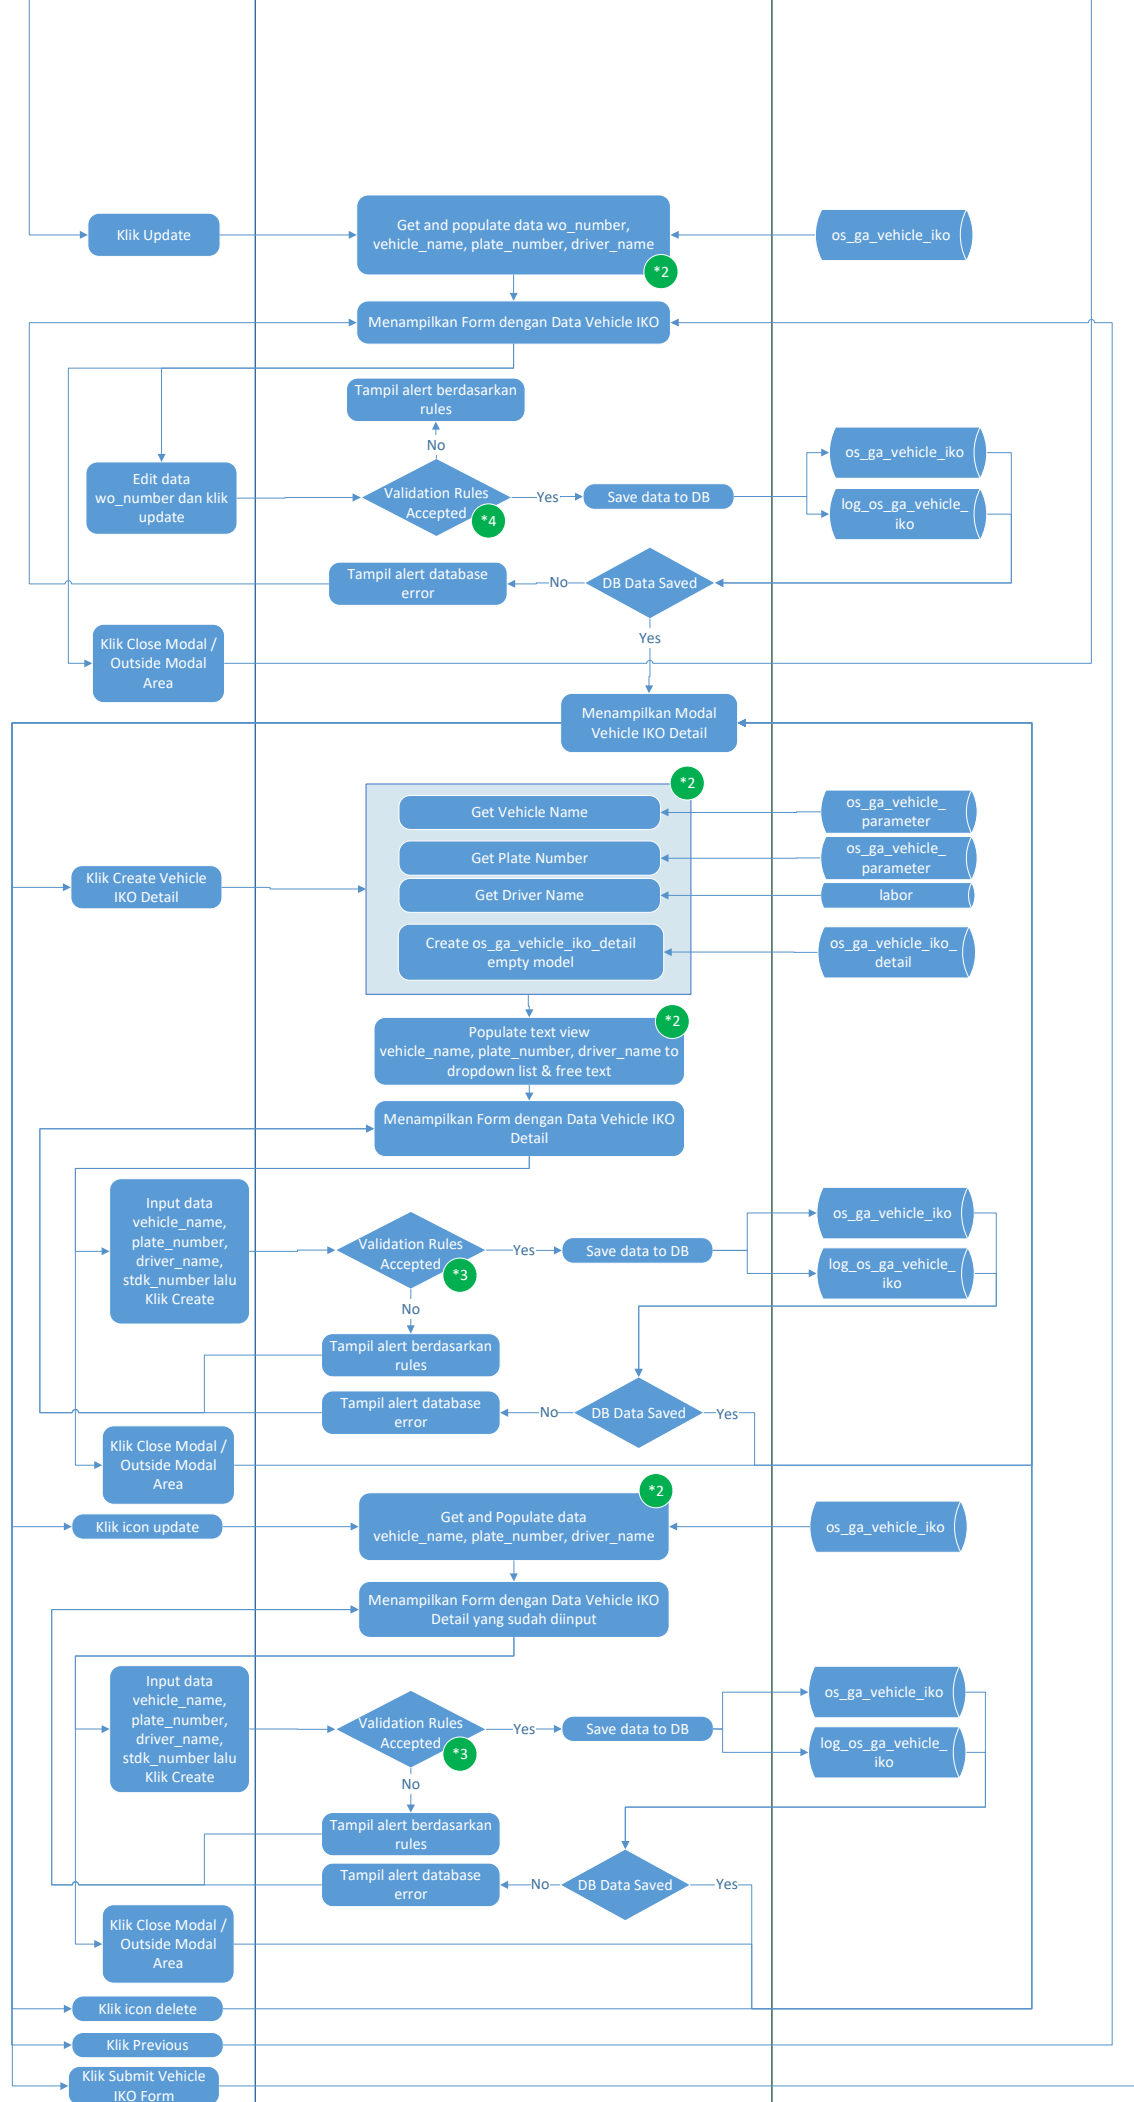 Klik Update
Get and populate data wo_number,
vehicle_name, plate_number, driver_name
*2
os_ga_vehicle_iko
Menampilkan Form dengan Data Vehicle IKO
Tampil alert berdasarkan
rules
No
Edit data
wo_number dan klik
update
Validation Rules
Accepted
*4
Yes
Save data to DB
os_ga_vehicle_iko
log_os_ga_vehicle_
iko
Tampil alert database
error
No
DB Data Saved
Yes
Klik Close Modal /
Outside Modal
Area
Menampilkan Modal
Vehicle IKO Detail
*2
Get Vehicle Name
os_ga_vehicle_
parameter
Get Plate Number
os_ga_vehicle_
parameter
Klik Create Vehicle
IKO Detail
Get Driver Name
labor
Create os_ga_vehicle_iko_detail
empty model
os_ga_vehicle_iko_
detail
*2
Populate text view
vehicle_name, plate_number, driver_name to
dropdown list & free text
Menampilkan Form dengan Data Vehicle IKO
Detail
Input data
vehicle_name,
plate_number,
driver_name,
stdk_number lalu
Klik Create
Validation Rules
Accepted
*3
Yes
Save data to DB
os_ga_vehicle_iko
log_os_ga_vehicle_
iko
No
Tampil alert berdasarkan
rules
Tampil alert database
error
No
DB Data Saved
Yes
Klik Close Modal /
Outside Modal
Area
*2
Klik icon update
Get and Populate data
vehicle_name, plate_number, driver_name
os_ga_vehicle_iko
Menampilkan Form dengan Data Vehicle IKO
Detail yang sudah diinput
Input data
vehicle_name,
plate_number,
driver_name,
stdk_number lalu
Klik Create
Validation Rules
Accepted
*3
Yes
Save data to DB
os_ga_vehicle_iko
log_os_ga_vehicle_
iko
No
Tampil alert berdasarkan
rules
Tampil alert database
error
No
DB Data Saved
Yes
Klik Close Modal /
Outside Modal
Area
Klik icon delete
Klik Previous
Klik Submit Vehicle
IKO Form